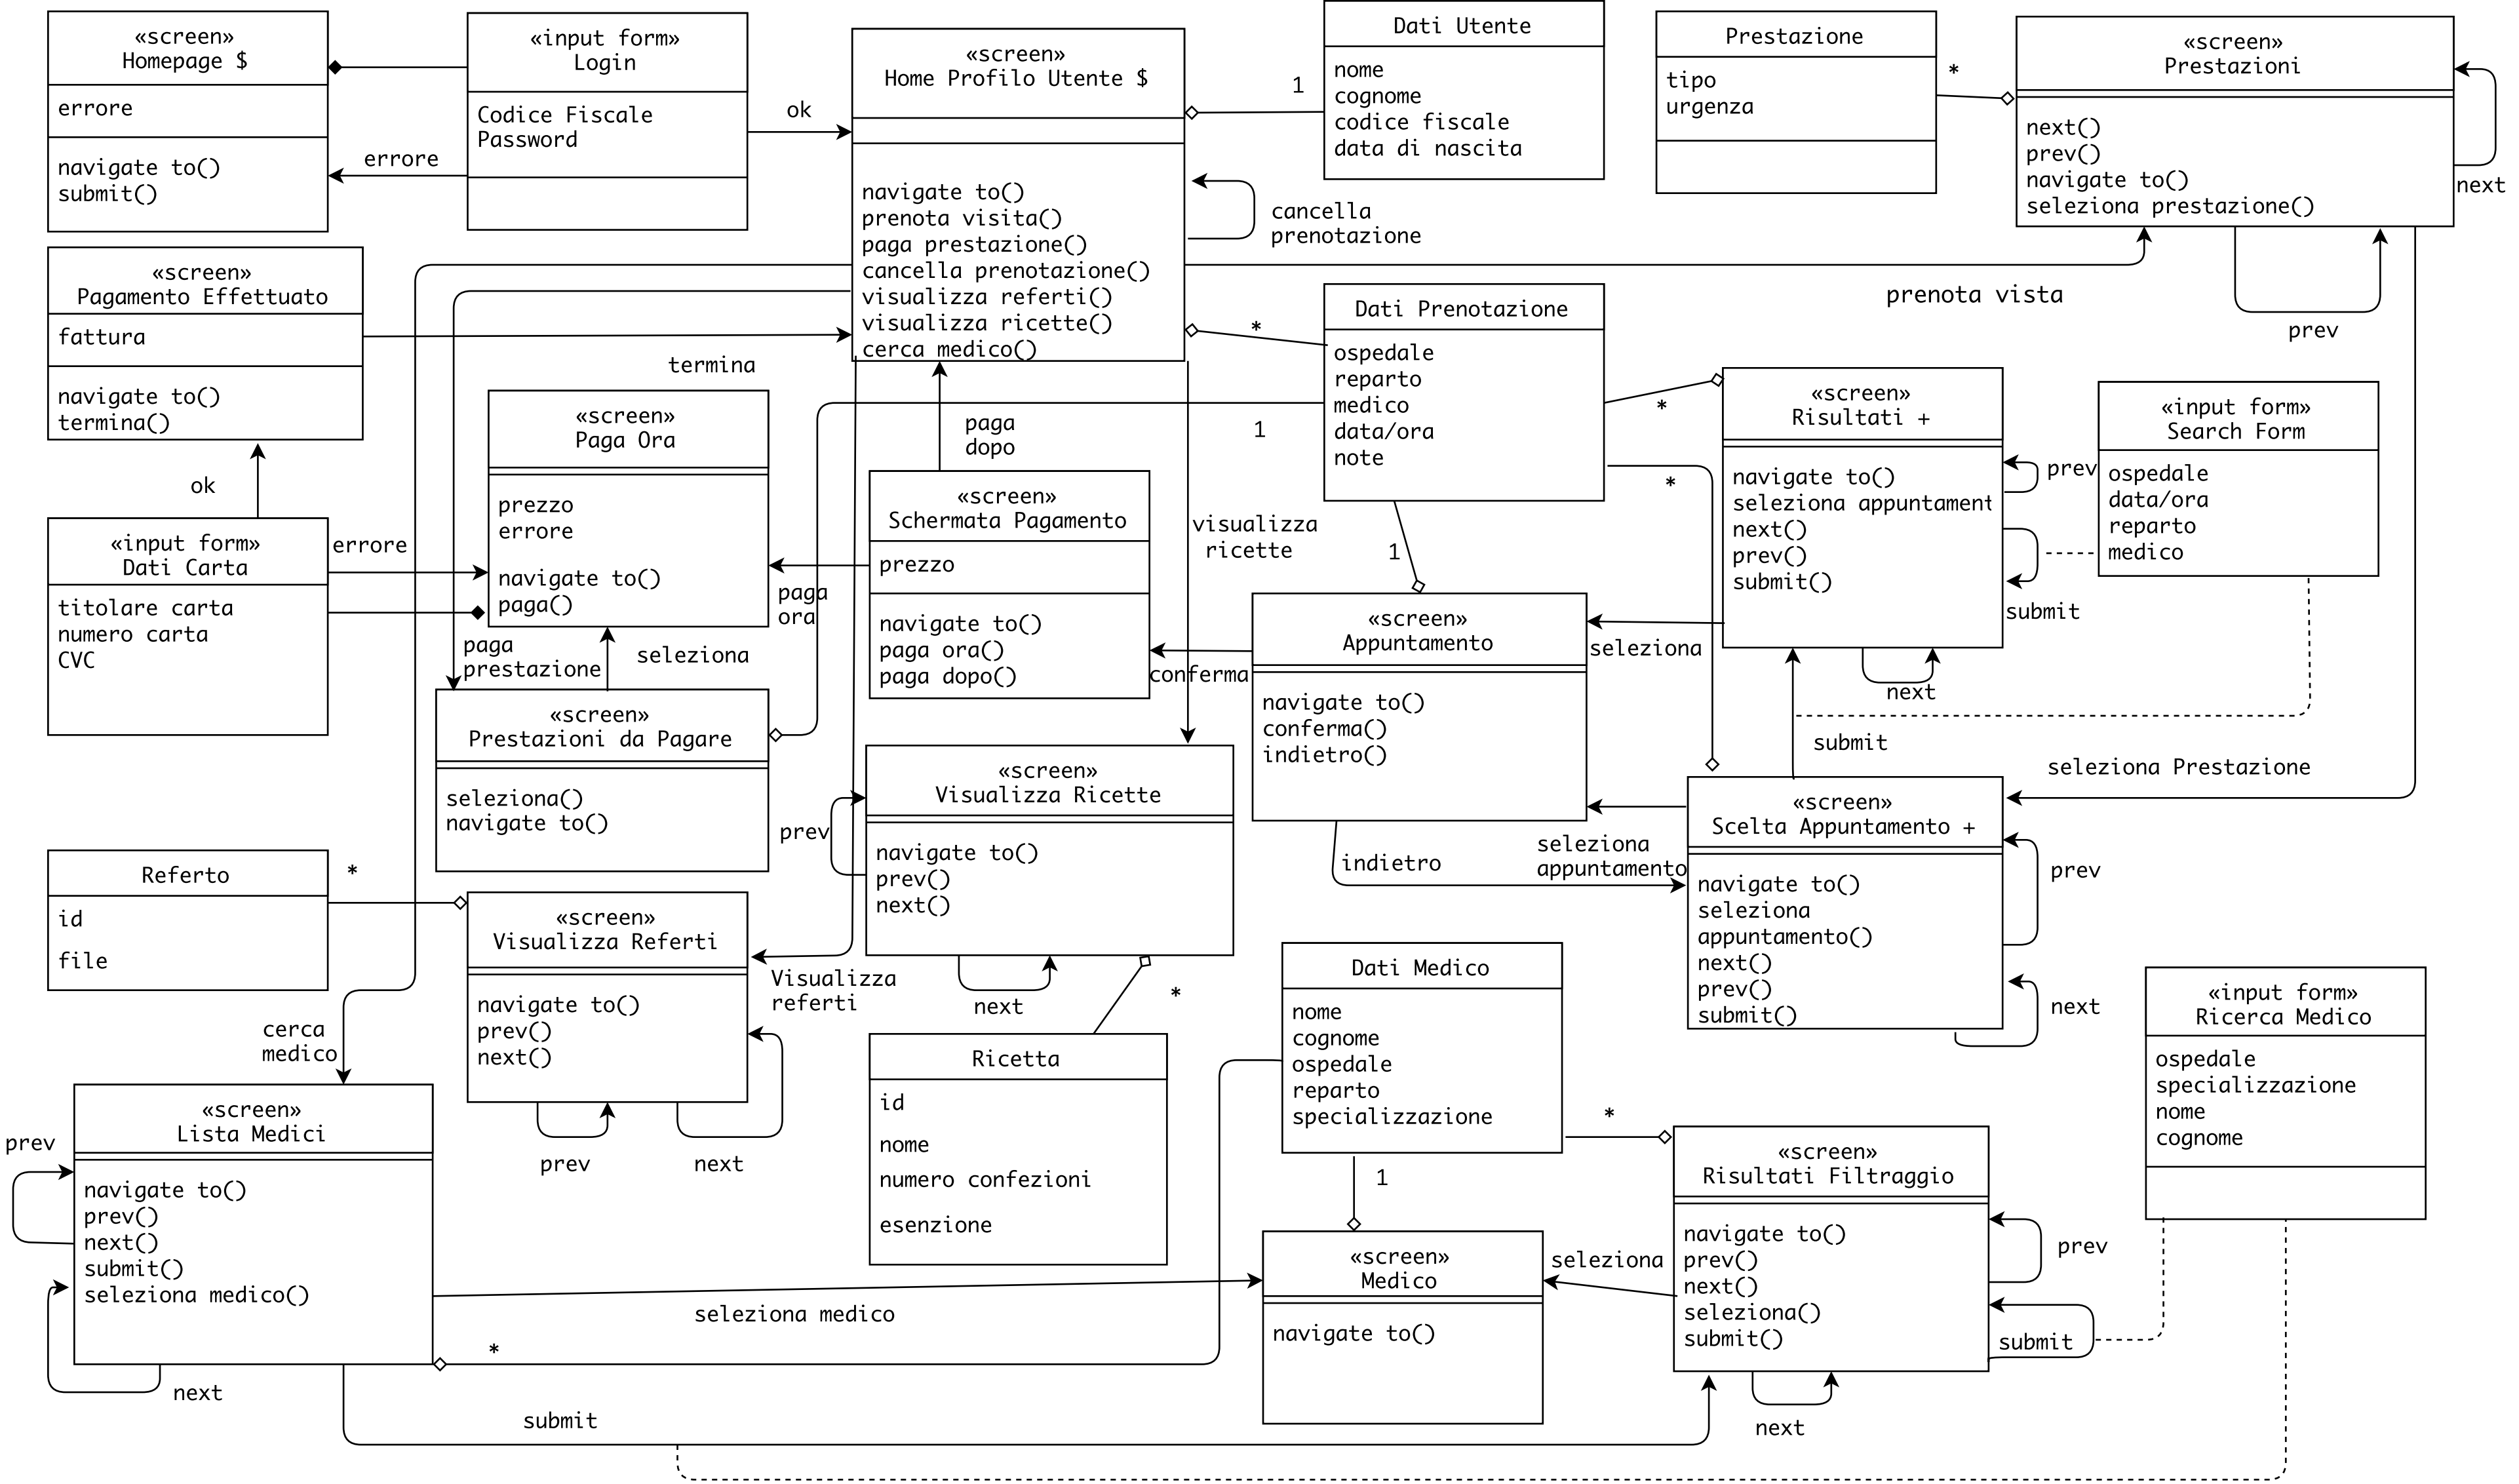 «screen»
Homepage $
errore
navigate to()
submit()
«input form»
Login
Codice Fiscale
Password
errore
ok
«screen»
Home Profilo Utente $
navigate to()
prenota visita()
paga prestazione()
cancella prenotazione()
visualizza referti()
visualizza ricette()
cerca medico()
1
Dati Utente
nome
cognome
codice fiscale
data di nascita
cancella
prenotazione
Prestazione
tipo
urgenza
*
«screen»
Prestazioni
next()
prev()
navigate to()
seleziona prestazione()
next
prev
prenota vista
«screen»
Pagamento Effettuato
fattura
navigate to()
termina()
termina
ok
«input form»
Dati Carta
titolare carta
numero carta
CVC
errore
«screen»
Paga Ora
prezzo
errore
navigate to()
paga()
paga
prestazione
seleziona
paga
ora
paga
dopo
«screen»
Schermata Pagamento
prezzo
navigate to()
paga ora()
paga dopo()
visualizza
ricette
conferma
*
Dati Prenotazione
ospedale
reparto
medico
data/ora
note
1
1
*
*
«screen»
Risultati +
navigate to()
seleziona appuntament
next()
prev()
submit()
prev
submit
next
«input form»
Search Form
ospedale
data/ora
reparto
medico
«screen»
Appuntamento
navigate to()
conferma()
indietro()
seleziona
indietro
seleziona
appuntamento
submit
seleziona Prestazione
«screen»
Scelta Appuntamento +
navigate to()
seleziona
appuntamento()
next()
prev()
submit()
prev
next
«screen»
Prestazioni da Pagare
seleziona()
navigate to()
«screen»
Visualizza Ricette
navigate to()
prev()
next()
prev
next
*
Referto
id
file
*
«screen»
Visualizza Referti
navigate to()
prev()
next()
prev
next
Visualizza
referti
Ricetta
id
nome
numero confezioni
esenzione
Dati Medico
nome
cognome
ospedale
reparto
specializzazione
*
1
«input form»
Ricerca Medico
ospedale
specializzazione
nome
cognome
cerca
medico
«screen»
Lista Medici
navigate to()
prev()
next()
submit()
seleziona medico()
prev
next
seleziona medico
*
submit
«screen»
Medico
navigate to()
seleziona
«screen»
Risultati Filtraggio
navigate to()
prev()
next()
seleziona()
submit()
prev
submit
next